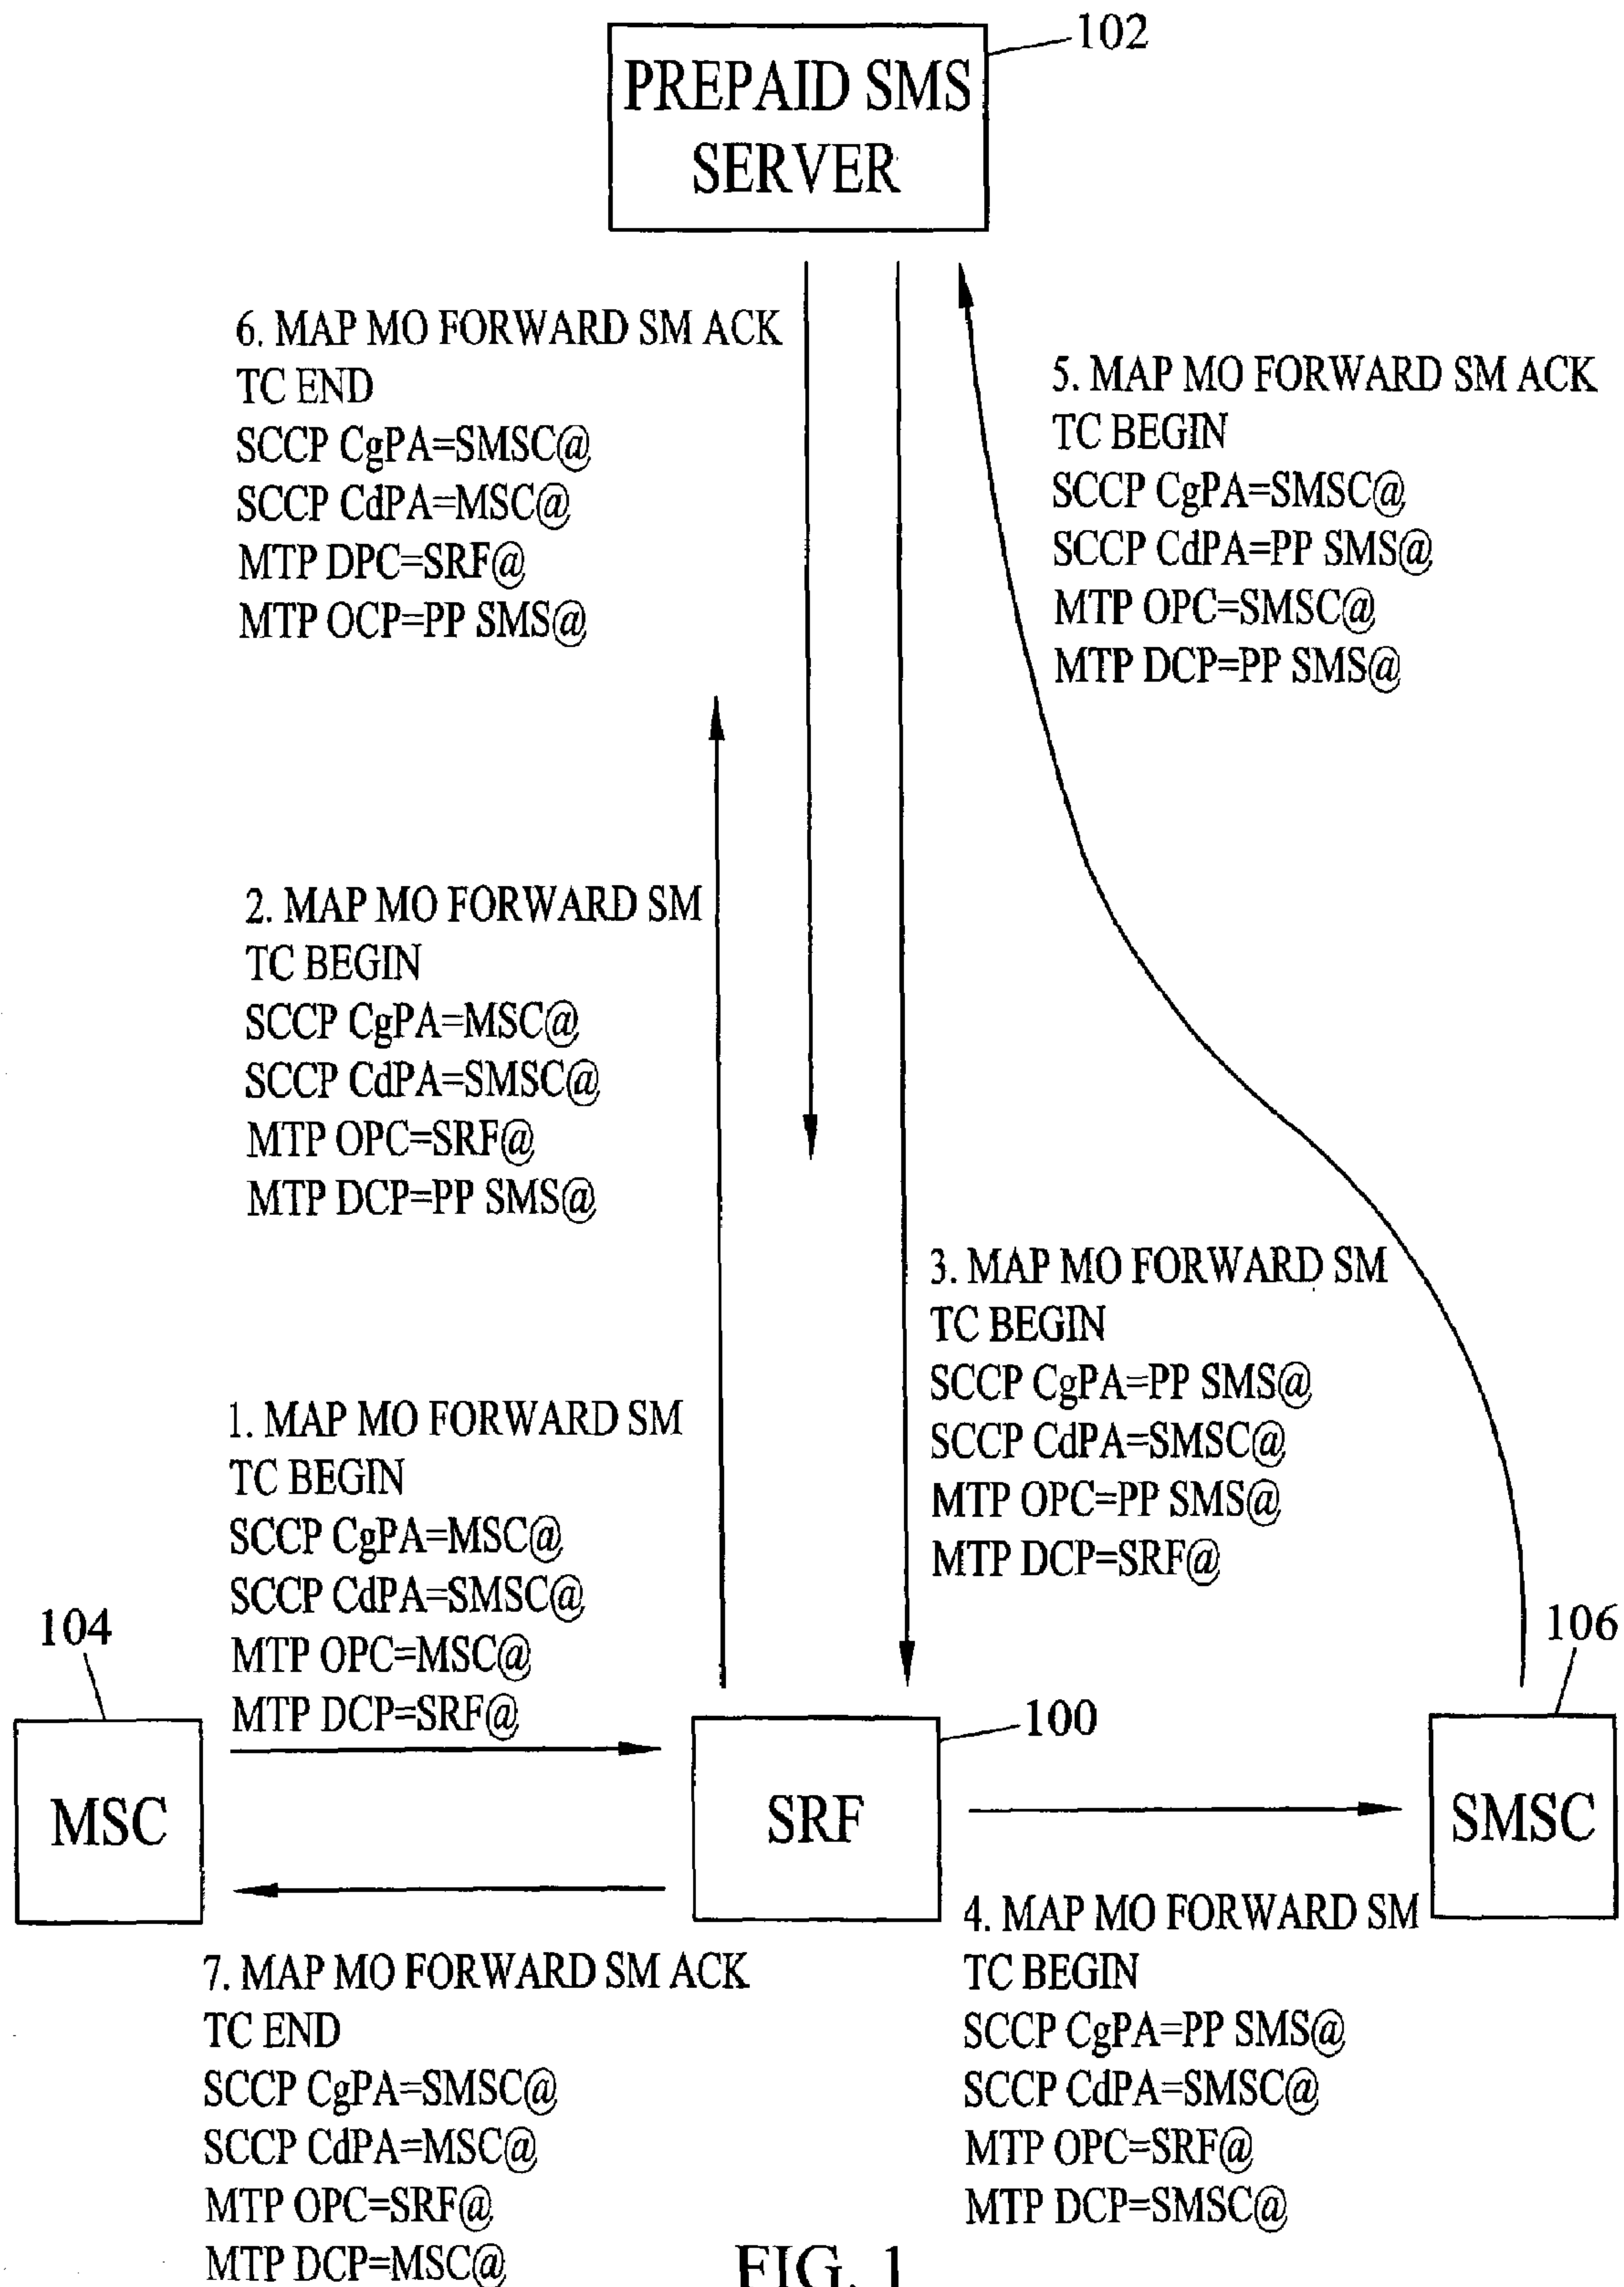 102
PREPAID SMS
SERVER
6. MAP MO FORWARD SM ACK
TC END
SCCP CgPA=SMSC@
SCCP CdPA=MSC@
MTP DPC=SRF@
MTP OCP=PP SMS@
5. MAP MO FORWARD SM ACK
TC BEGIN
SCCP CgPA=SMSC@
SCCP CdPA=PP SMS@
MTP OPC=SMSC@
MTP DCP=PP SMS@
2. MAP MO FORWARD SM
TC BEGIN
SCCP CgPA=MSC@
SCCP CdPA=SMSC@
MTP OPC=SRF@
MTP DCP=PP SMS@
3. MAP MO FORWARD SM
TC BEGIN
SCCP CgPA=PP SMS@
SCCP CdPA=SMSC@
MTP OPC=PP SMS@
MTP DCP=SRF@
1. MAP MO FORWARD SM
TC BEGIN
SCCP CgPA=MSC@
SCCP CdPA=SMSC@
MTP OPC=MSC@
MTP DCP=SRF@
104
MSC
100
SRF
106
SMSC
4. MAP MO FORWARD SM
TC BEGIN
SCCP CgPA=PP SMS@
SCCP CdPA=SMSC@
MTP OPC=SRF@
MTP DCP=SMSC@
7. MAP MO FORWARD SM ACK
TC END
SCCP CgPA=SMSC@
SCCP CdPA=MSC@
MTP OPC=SRF@
MTP DCP=MSC@
FIG. 1